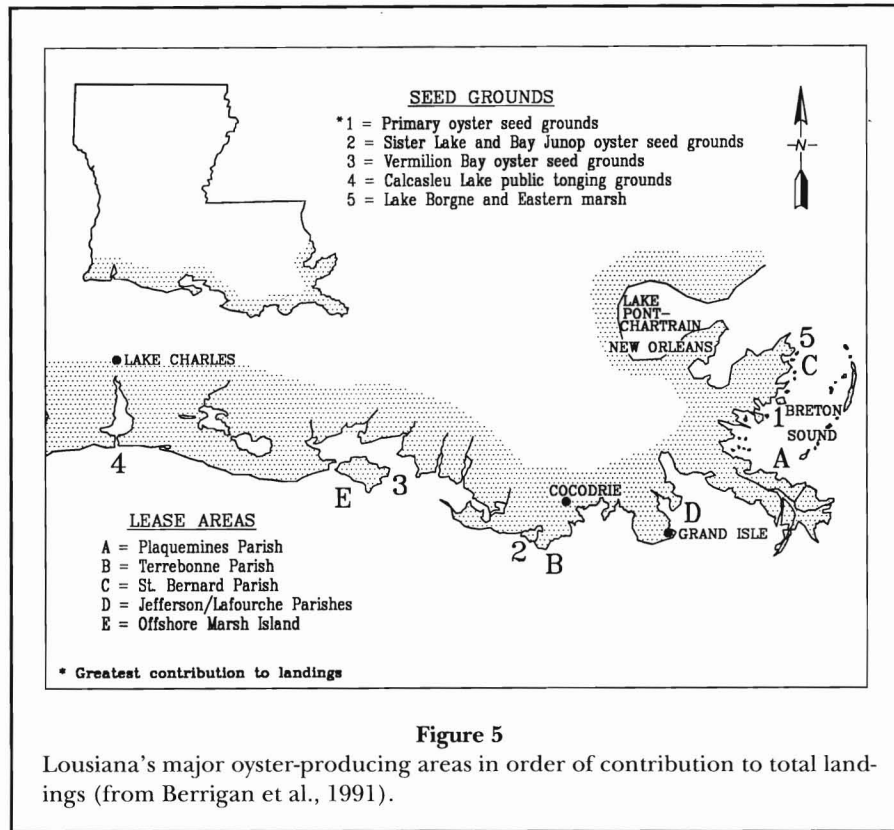 SEED GROUNDS
*1 = Primary oyster seed grounds
2 = Sister Lake and Bay Junop oyster seed grounds
3 = Vermilion Bay oyster seed grounds
4 = Calcasleu Lake public tonging grounds
5 = Lake Borgne and Eastern marsh
N
LAKE
PONT-
CHARTRAIN
NEW ORLEANS
5
C
LAKE CHARLES
1
BRETON
SOUND
A
4
E
3
COCODRIE
D
GRAND ISLE
2
B
LEASE AREAS
A = Plaquemines Parish
B = Terrebonne Parish
C = St. Bernard Parish
D = Jefferson/Lafourche Parishes
E = Offshore Marsh Island
* Greatest contribution to landings
Figure 5
Lousiana's major oyster-producing areas in order of contribution to total land-
ings (from Berrigan et al., 1991).